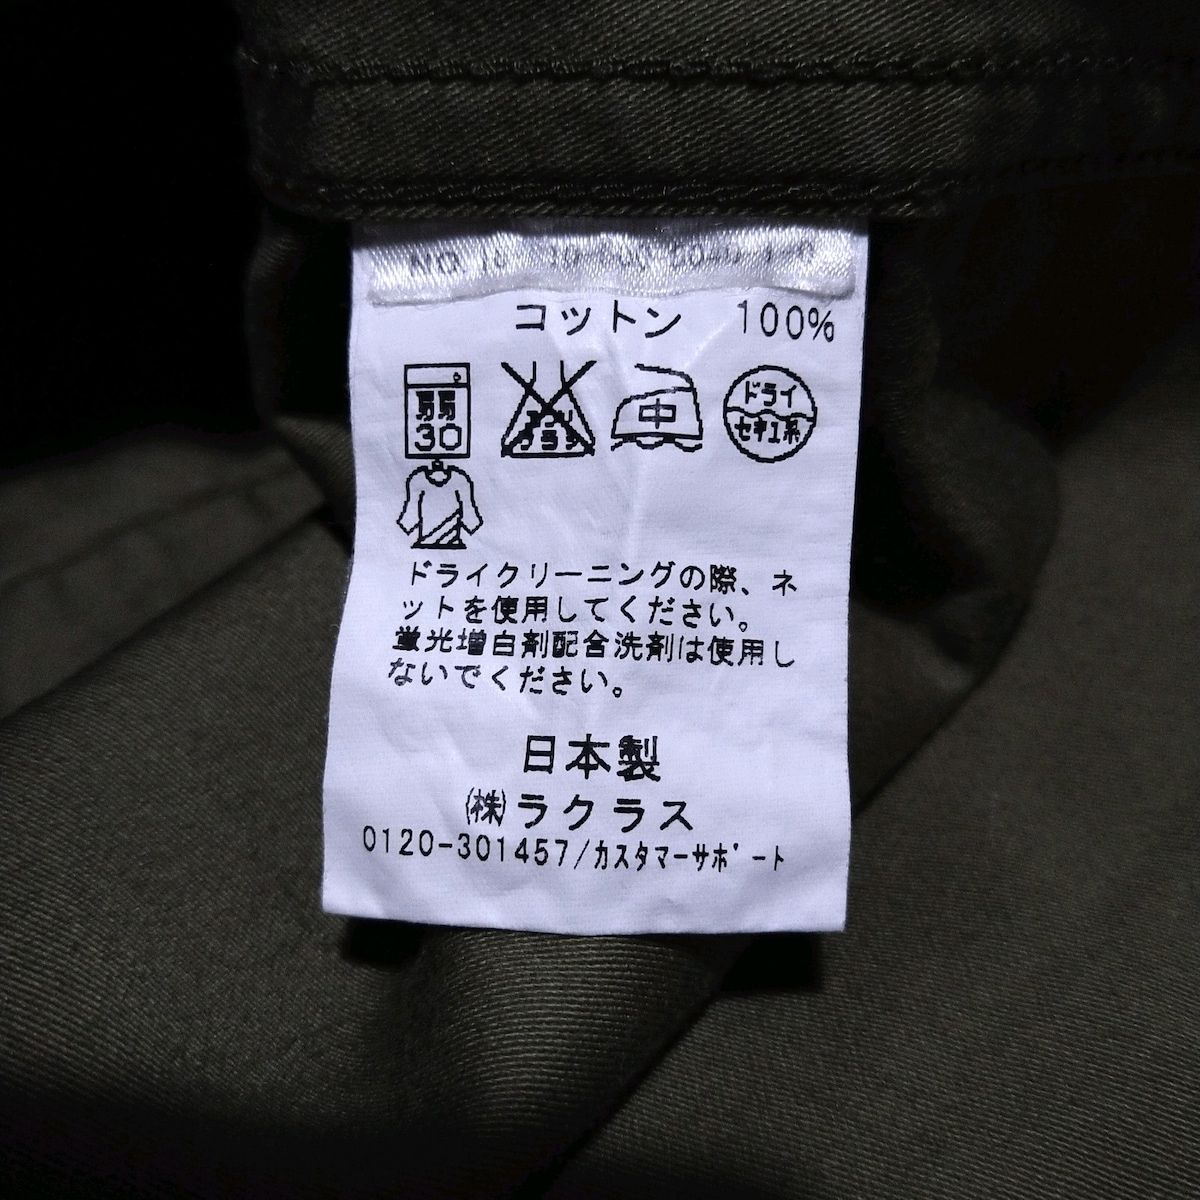 コットン 100%
弱
30
エンソ
中
ドライ
セキユ系
ドライクリーニングの際、ネ
ットを使用してください。
蛍光増白剤配合洗剤は使用し
ないでください。
日本製
(株)ラクラス
0120-301457/カスタマーサポート